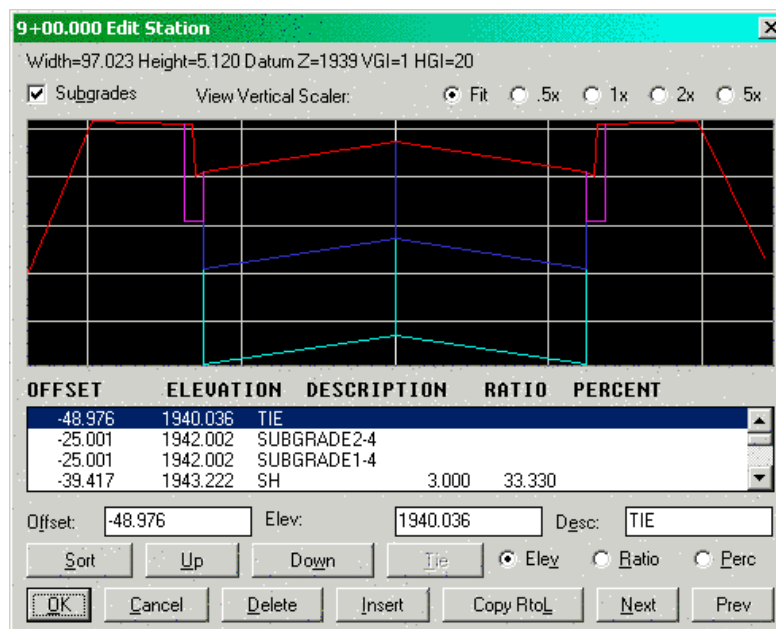 9+00.000 Edit Station
Width=97.023 Height=5.120 Datum Z=1939 VGI=1 HGI=20
Subgrades View Vertical Scaler: Fit .5x 1x 2x 5x
OFFSET ELEVATION DESCRIPTION RATIO PERCENT
-48.976 1940.036 TIE
-25.001 1942.002 SUBGRADE2-4
-25.001 1942.002 SUBGRADE1-4
-39.417 1943.222 SH 3.000 33.330
Offset: -48.976 Elev: 1940.036 Desc: TIE
Sort Up Down Tie Elev Ratio Perc
OK Cancel Delete Insert Copy RtoL Next Prev